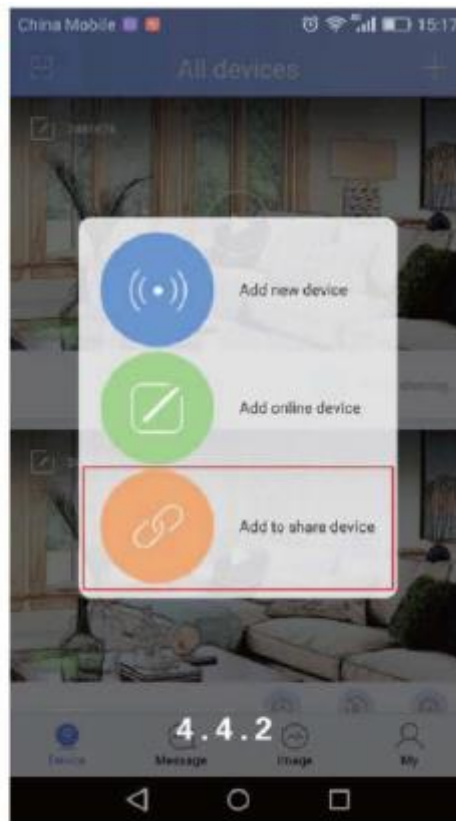 China Mobile 15:17
All devices
Add new device
Add online device
Add to share device
4.4.2
Device Message Image My